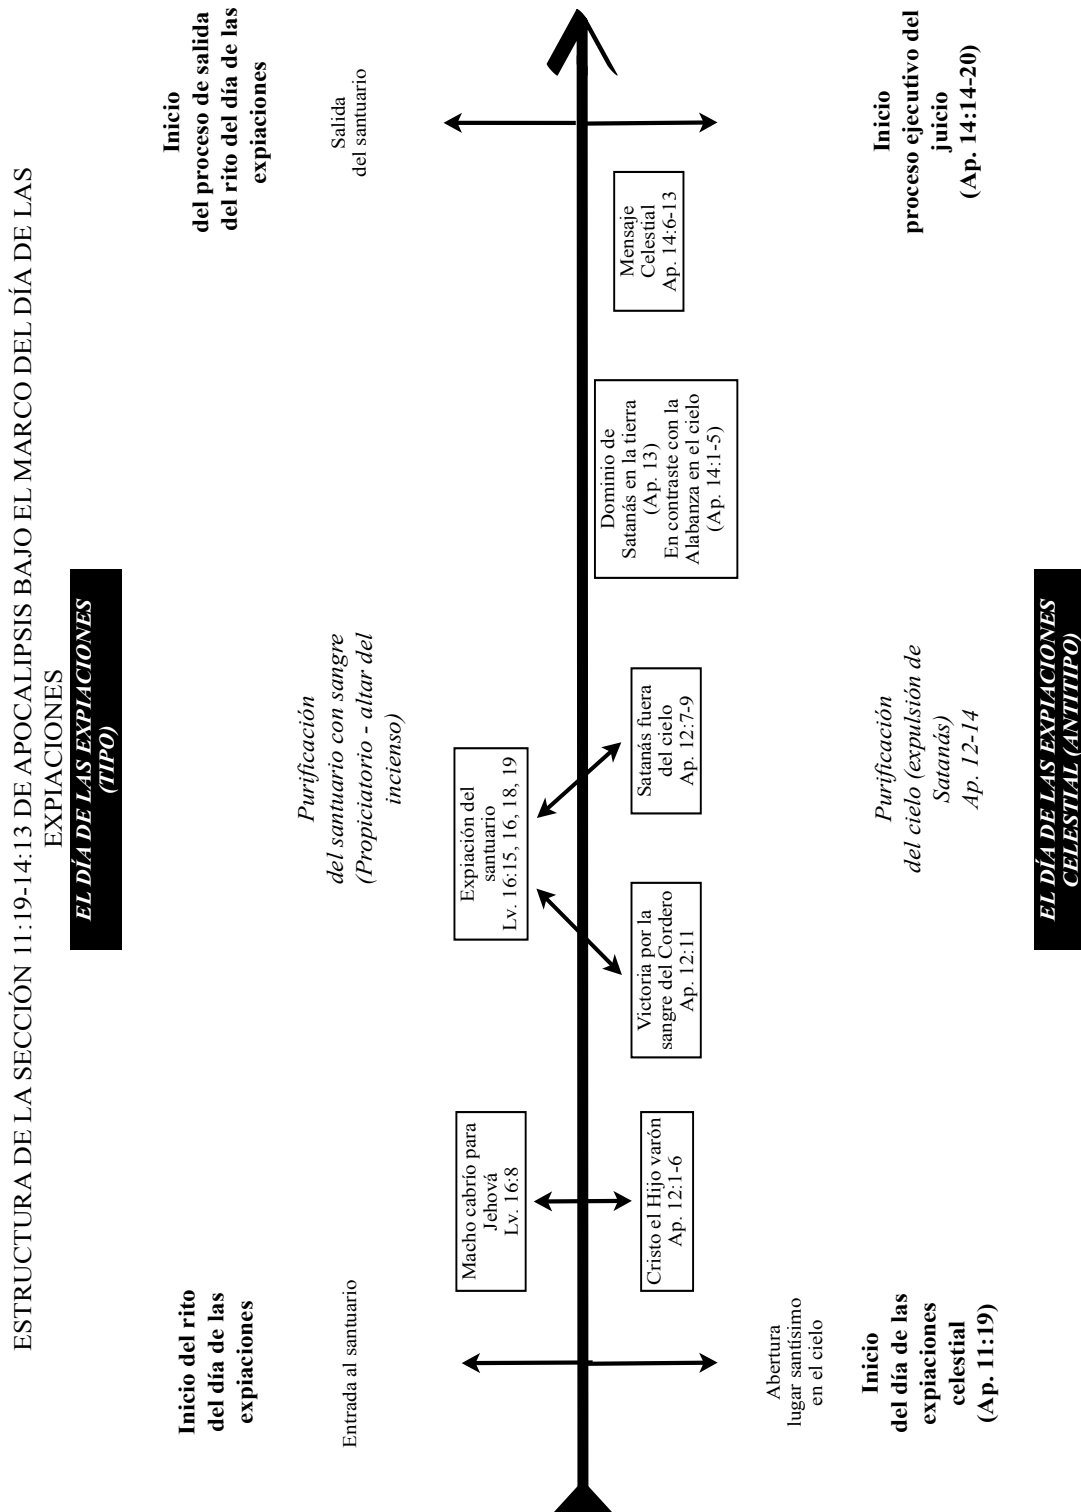 ESTRUCTURA DE LA SECCIÓN 11:19-14:13 DE APOCALIPSIS BAJO EL MARCO DEL DÍA DE LAS
EXPIACIONES
EL DÍA DE LAS EXPIACIONES
(TIPO)
Inicio del rito
del día de las
expiaciones
Inicio
del proceso de salida
del rito del día de las
expiaciones
Entrada al santuario
Purificación
del santuario con sangre
(Propiciatorio - altar del
incienso)
Salida
del santuario
Macho cabrío para
Jehová
Lv. 16:8
Expiación del
santuario
Lv. 16:15, 16, 18, 19
Cristo el Hijo varón
Ap. 12:1-6
Victoria por la
sangre del Cordero
Ap. 12:11
Satanás fuera
del cielo
Ap. 12:7-9
Dominio de
Satanás en la tierra
(Ap. 13)
En contraste con la
Alabanza en el cielo
(Ap. 14:1-5)
Mensaje
Celestial
Ap. 14:6-13
Abertura
lugar santísimo
en el cielo
Inicio
del día de las
expiaciones
celestial
(Ap. 11:19)
Purificación
del cielo (expulsión de
Satanás)
Ap. 12-14
Inicio
proceso ejecutivo del
juicio
(Ap. 14:14-20)
EL DÍA DE LAS EXPIACIONES
CELESTIAL (ANTITIPO)